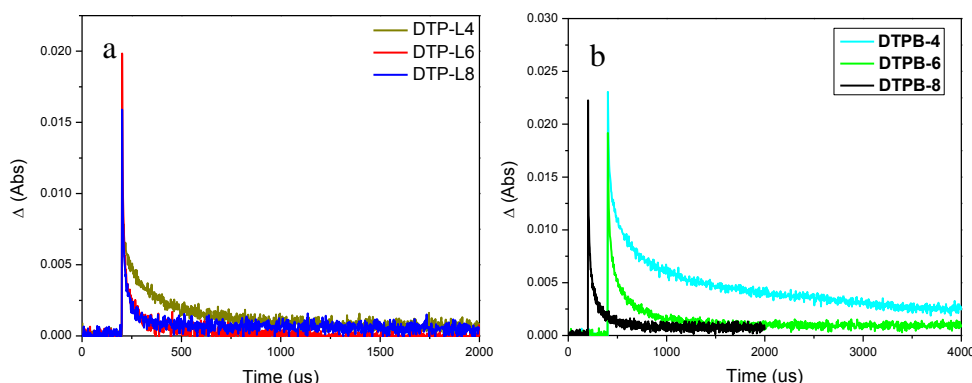 a
DTP-L4
DTP-L6
DTP-L8
0.020
0.015
0.010
0.005
0.000
Δ (Abs)
0 500 1000 1500 2000
Time (us)
b
DTPB-4
DTPB-6
DTPB-8
0.030
0.025
0.020
0.015
0.010
0.005
0.000
Δ (Abs)
0 1000 2000 3000 4000
Time (us)